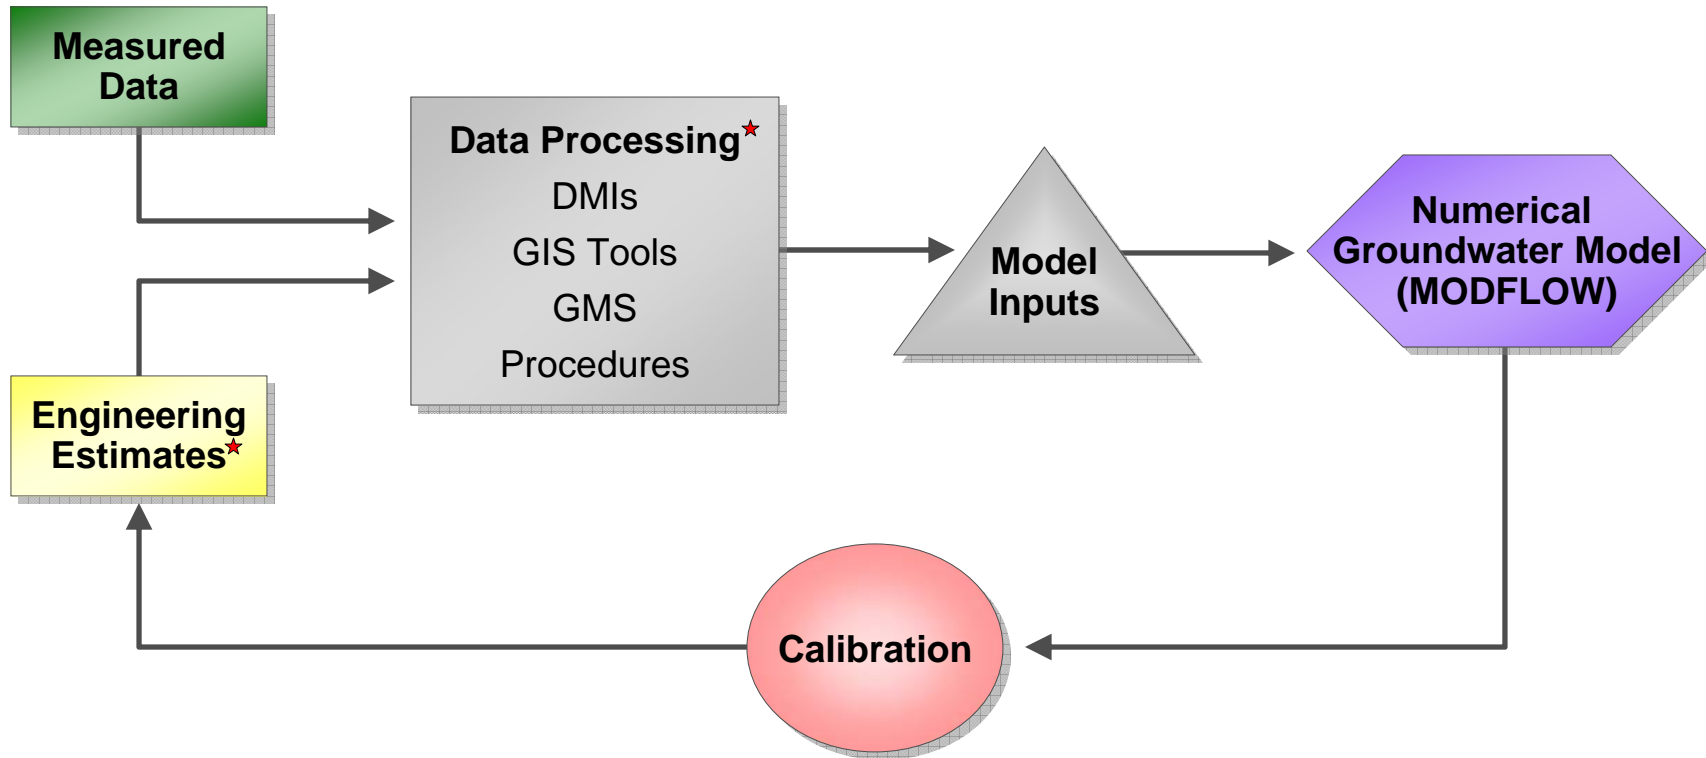 Measured
Data
Data Processing
DMIs
GIS Tools
GMS
Procedures
Model
Inputs
Numerical
Groundwater Model
(MODFLOW)
Engineering
Estimates
Calibration